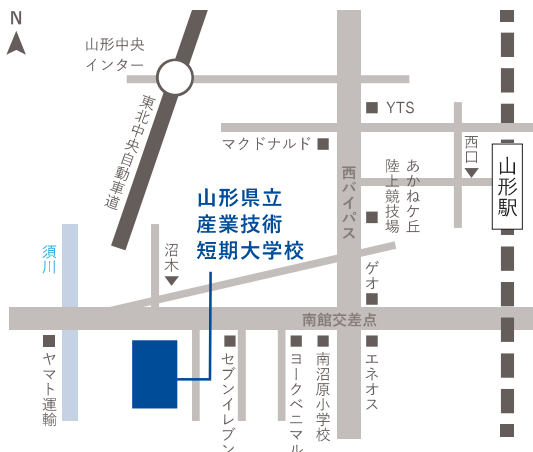 N
山形中央
インター
東北中央自動車道
YTS
マクドナルド
西口
山形駅
西バイパス
あかねケ丘
陸上競技場
山形県立
産業技術
短期大学校
須川
沼木
ゲオ
南館交差点
ヤマト運輸
セブンイレブン
ヨークベニマル
南沼原小学校
エネオス